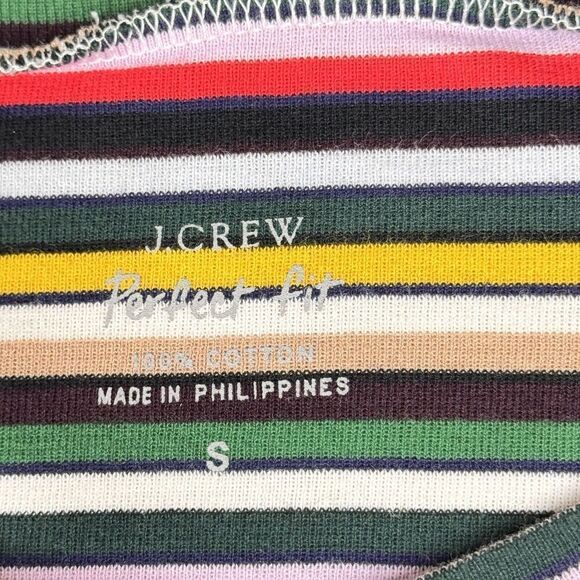 J.CREW
Perfect fit
100% COTTON
MADE IN PHILIPPINES
S